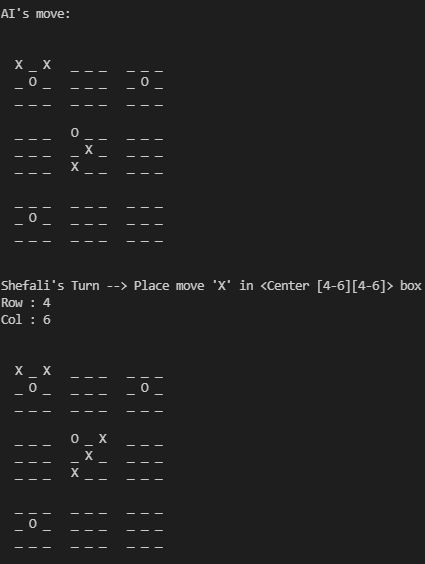 AI's move:
X _ X  _ _ _  _ _ _
_ O _  _ _ _  _ O _
_ _ _  _ _ _  _ _ _
_ _ _  O _ _  _ _ _
_ _ _  _ X _  _ _ _
_ _ _  X _ _  _ _ _
_ _ _  _ _ _  _ _ _
_ O _  _ _ _  _ _ _
_ _ _  _ _ _  _ _ _
Shefali's Turn --> Place move 'X' in <Center [4-6][4-6]> box
Row : 4
Col : 6
X _ X  _ _ _  _ _ _
_ O _  _ _ _  _ O _
_ _ _  _ _ _  _ _ _
_ _ _  O _ X  _ _ _
_ _ _  _ X _  _ _ _
_ _ _  X _ _  _ _ _
_ _ _  _ _ _  _ _ _
_ O _  _ _ _  _ _ _
_ _ _  _ _ _  _ _ _